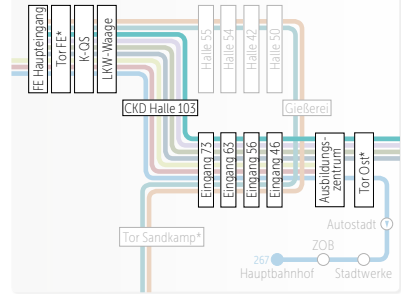 FE Haupteingang
Tor FE*
K-QS
LKW-Waage
Halle 55
Halle 54
Halle 42
Halle 50
CKD Halle 103
Gießerei
Eingang 73
Eingang 63
Eingang 56
Eingang 46
Ausbildungs-
zentrum
Tor Ost*
Tor Sandkamp*
Autostadt
ZOB
267
Hauptbahnhof
Stadtwerke